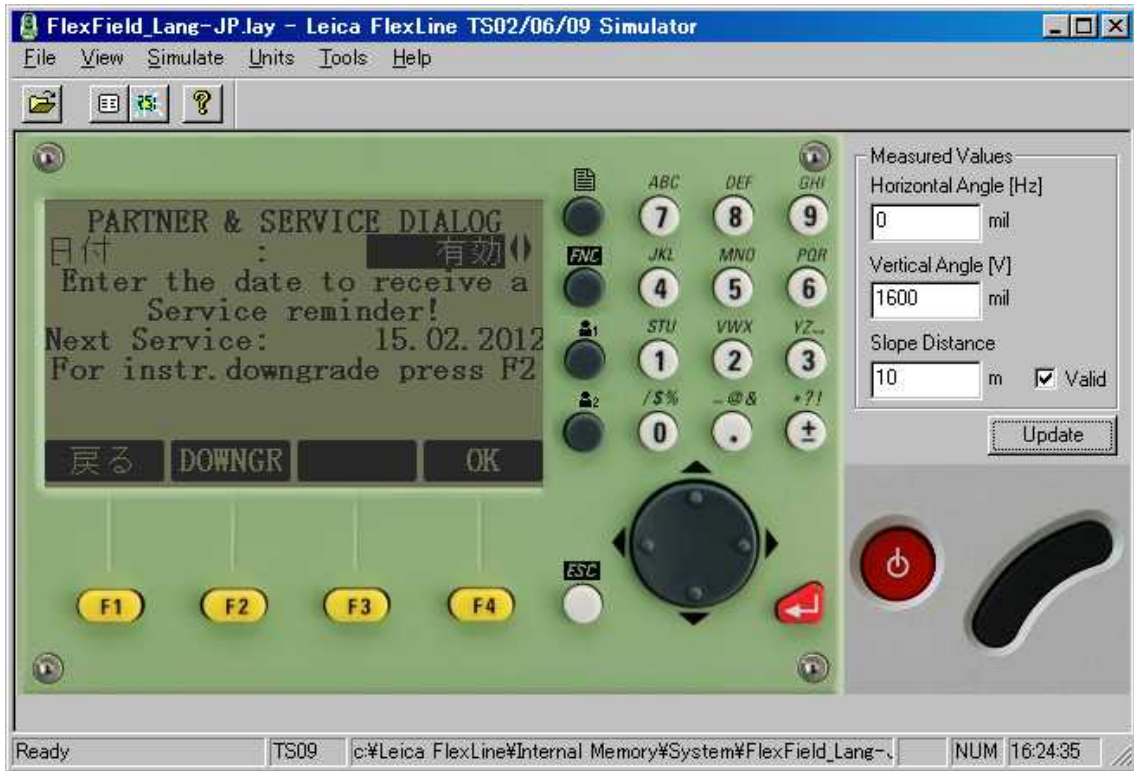 FlexField_Lang-JP.lay - Leica FlexLine TS02/06/09 Simulator
File View Simulate Units Tools Help
PARTNER & SERVICE DIALOG
日付 : 有効
Enter the date to receive a
Service reminder!
Next Service: 15.02.2012
For instr.downgrade press F2
戻る DOWNGR OK
F1 F2 F3 F4
ABC DEF GHI
7 8 9
FNC JKL MNO PQR
4 5 6
1 STU VWX YZ
1 2 3
2 /$% _@& *?!
0 . ±
ESC
Measured Values
Horizontal Angle [Hz]
0 mil
Vertical Angle [V]
1600 mil
Slope Distance
10 m Valid
Update
Ready TS09 c:¥Leica FlexLine¥Internal Memory¥System¥FlexField_Lang- NUM 16:24:35